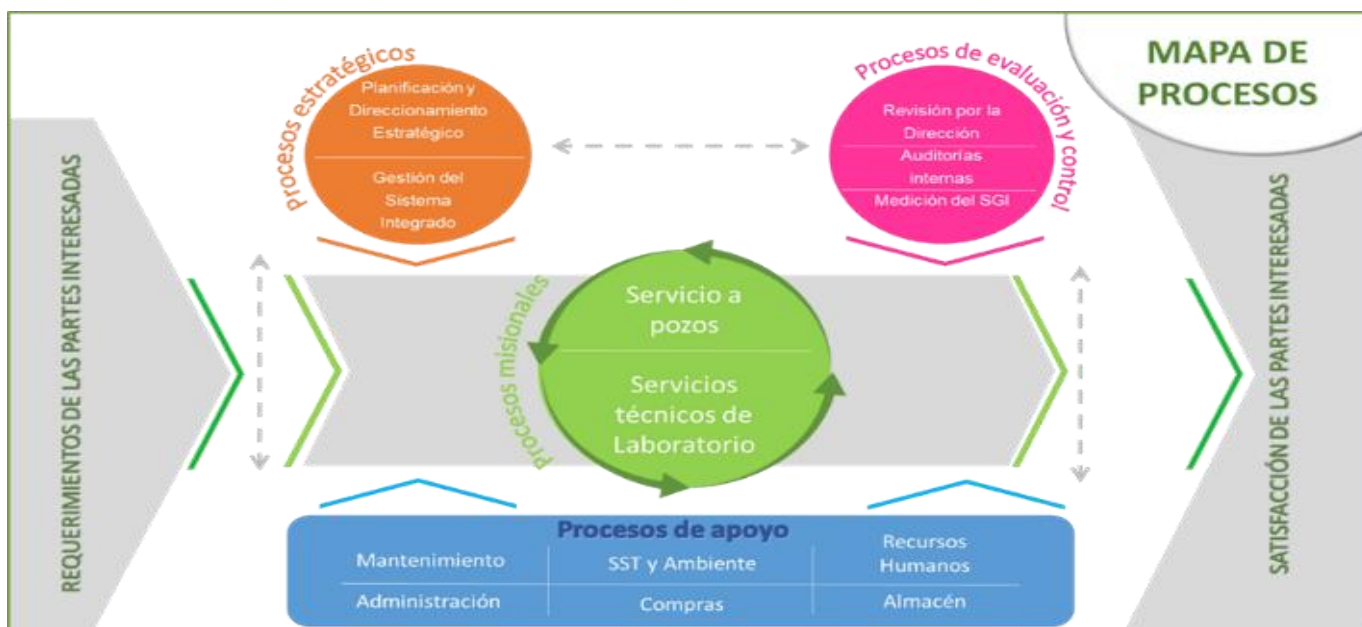 MAPA DE
PROCESOS
REQUERIMIENTOS DE LAS PARTES INTERESADAS
Procesos estratégicos
Planificación y
Direccionamiento
Estratégico
Gestión del
Sistema
Integrado
Procesos de evaluación y control
Revisión por la
Dirección
Auditorías
internas
Medición del SGI
Procesos misionales
Servicio a
pozos
Servicios
técnicos de
Laboratorio
Procesos de apoyo
Mantenimiento
SST y Ambiente
Recursos
Humanos
Administración
Compras
Almacén
SATISFACCIÓN DE LAS PARTES INTERESADAS